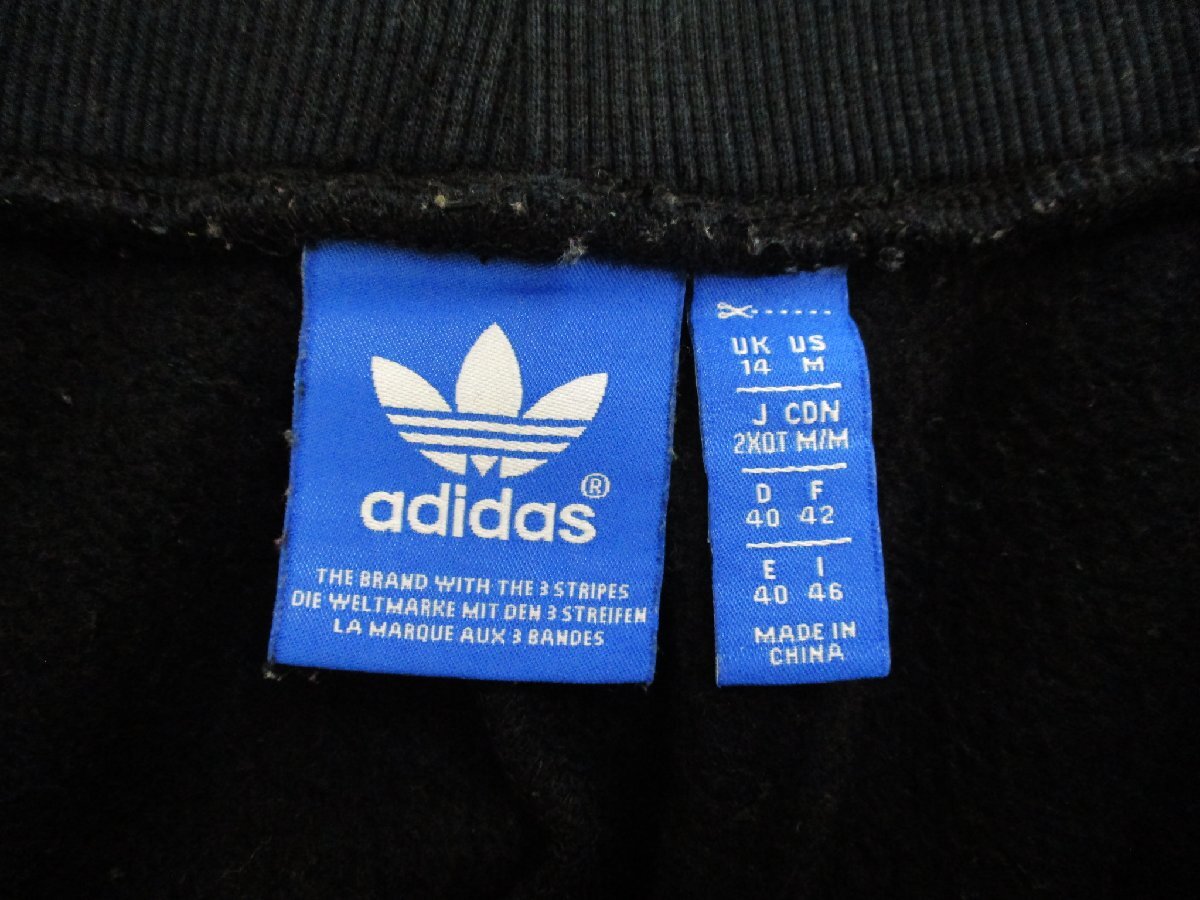 adidas®
THE BRAND WITH THE 3 STRIPES
DIE WELTMARKE MIT DEN 3 STREIFEN
LA MARQUE AUX 3 BANDES
UK US
14 M
J CDN
2XOT M/M
D F
40 42
E I
40 46
MADE IN
CHINA